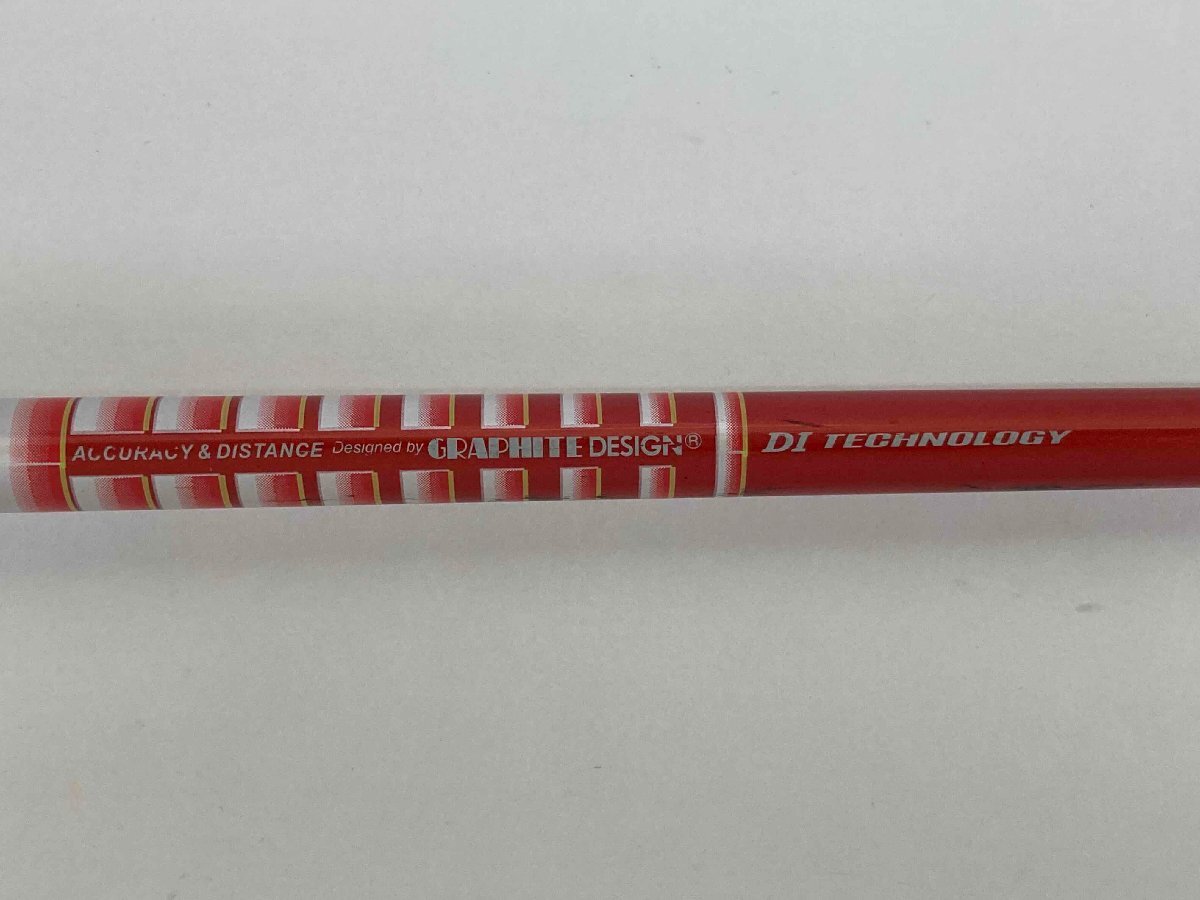 ACCURACY & DISTANCE Designed by GRAPHITE DESIGN® DI TECHNOLOGY